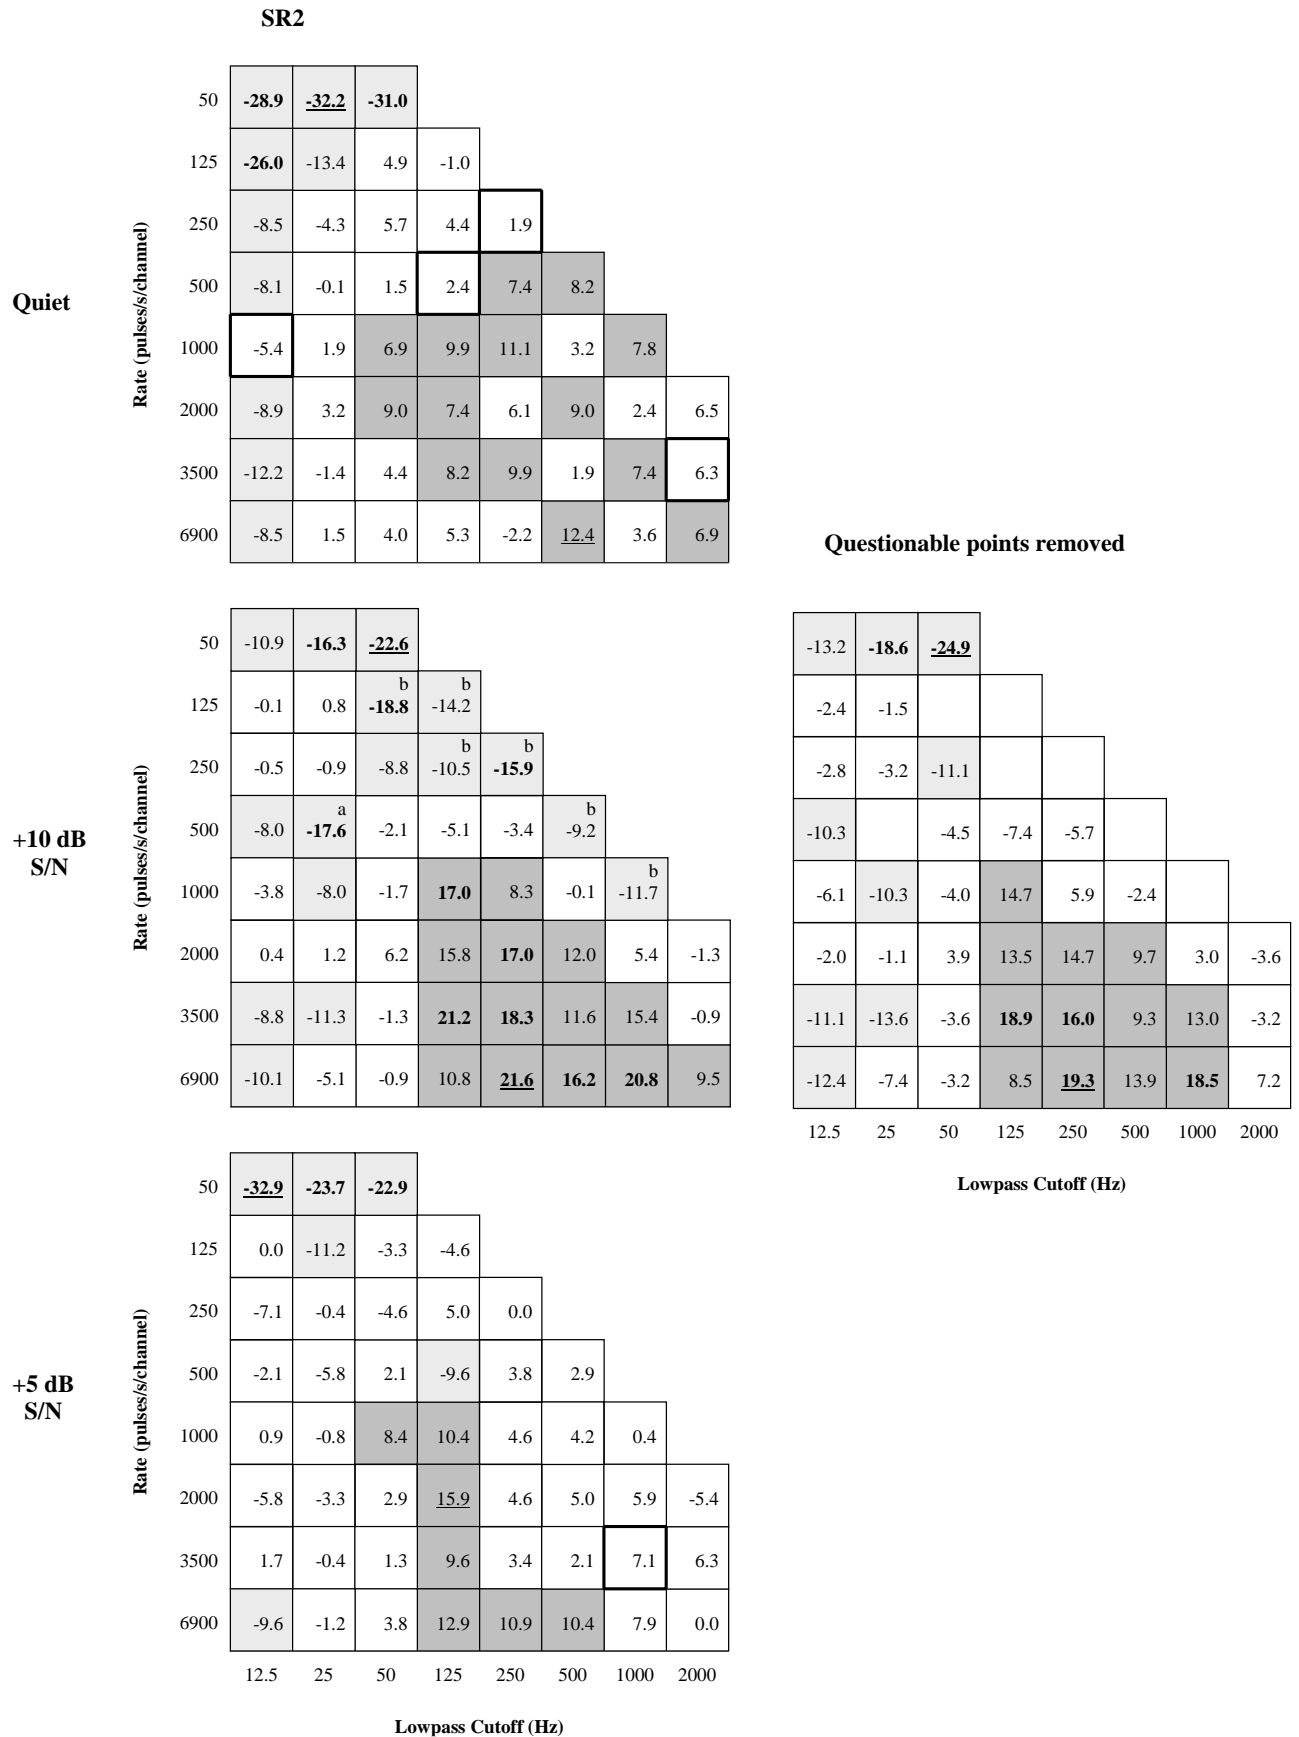 SR2
Quiet
Rate (pulses/s/channel)
50 -28.9 -32.2 -31.0
125 -26.0 -13.4 4.9 -1.0
250 -8.5 -4.3 5.7 4.4 1.9
500 -8.1 -0.1 1.5 2.4 7.4 8.2
1000 -5.4 1.9 6.9 9.9 11.1 3.2 7.8
2000 -8.9 3.2 9.0 7.4 6.1 9.0 2.4 6.5
3500 -12.2 -1.4 4.4 8.2 9.9 1.9 7.4 6.3
6900 -8.5 1.5 4.0 5.3 -2.2 12.4 3.6 6.9
+10 dB
S/N
Rate (pulses/s/channel)
50 -10.9 -16.3 -22.6
b b
125 -0.1 0.8 -18.8 -14.2
b b
250 -0.5 -0.9 -8.8 -10.5 -15.9
a b
500 -8.0 -17.6 -2.1 -5.1 -3.4 -9.2
b
1000 -3.8 -8.0 -1.7 17.0 8.3 -0.1 -11.7
2000 0.4 1.2 6.2 15.8 17.0 12.0 5.4 -1.3
3500 -8.8 -11.3 -1.3 21.2 18.3 11.6 15.4 -0.9
6900 -10.1 -5.1 -0.9 10.8 21.6 16.2 20.8 9.5
Questionable points removed
-13.2 -18.6 -24.9
-2.4 -1.5
-2.8 -3.2 -11.1
-10.3 -4.5 -7.4 -5.7
-6.1 -10.3 -4.0 14.7 5.9 -2.4
-2.0 -1.1 3.9 13.5 14.7 9.7 3.0 -3.6
-11.1 -13.6 -3.6 18.9 16.0 9.3 13.0 -3.2
-12.4 -7.4 -3.2 8.5 19.3 13.9 18.5 7.2
12.5 25 50 125 250 500 1000 2000
Lowpass Cutoff (Hz)
+5 dB
S/N
Rate (pulses/s/channel)
50 -32.9 -23.7 -22.9
125 0.0 -11.2 -3.3 -4.6
250 -7.1 -0.4 -4.6 5.0 0.0
500 -2.1 -5.8 2.1 -9.6 3.8 2.9
1000 0.9 -0.8 8.4 10.4 4.6 4.2 0.4
2000 -5.8 -3.3 2.9 15.9 4.6 5.0 5.9 -5.4
3500 1.7 -0.4 1.3 9.6 3.4 2.1 7.1 6.3
6900 -9.6 -1.2 3.8 12.9 10.9 10.4 7.9 0.0
12.5 25 50 125 250 500 1000 2000
Lowpass Cutoff (Hz)